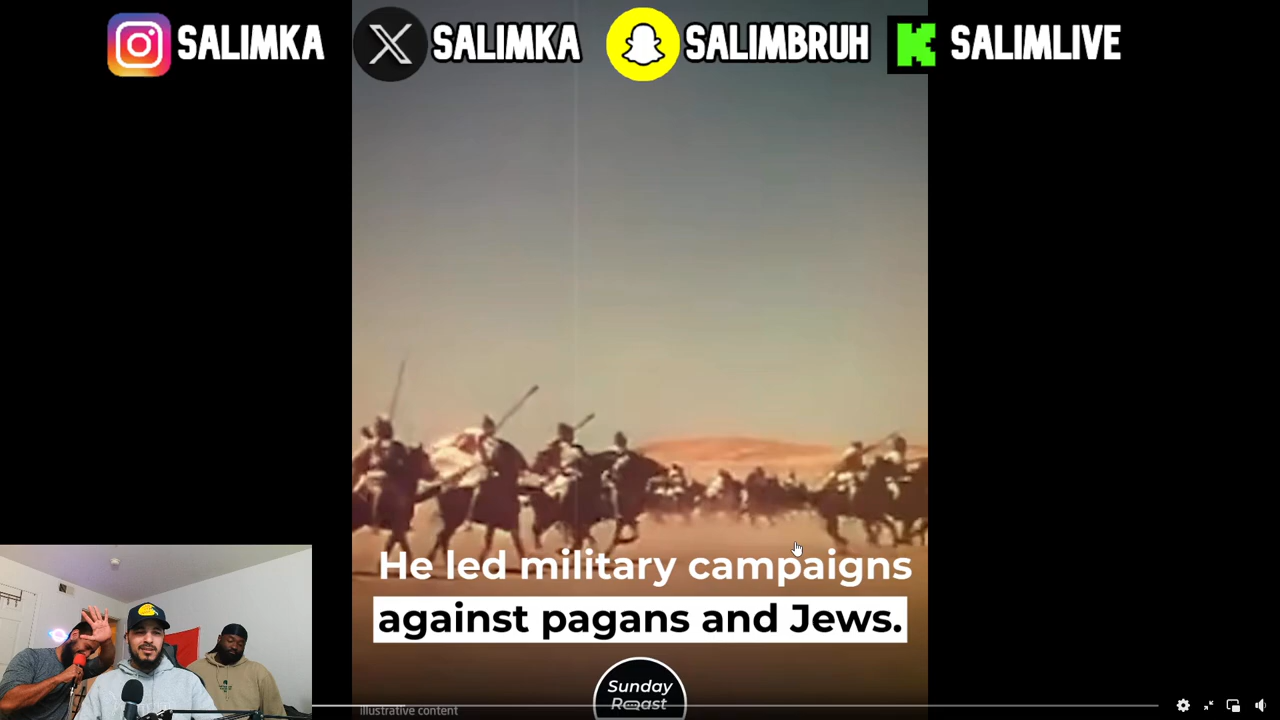 SALIMKA
SALIMKA
SALIMBRUH
SALIMLIVE
He led military campaigns
against pagans and Jews.
Sunday
Roast
illustrative content